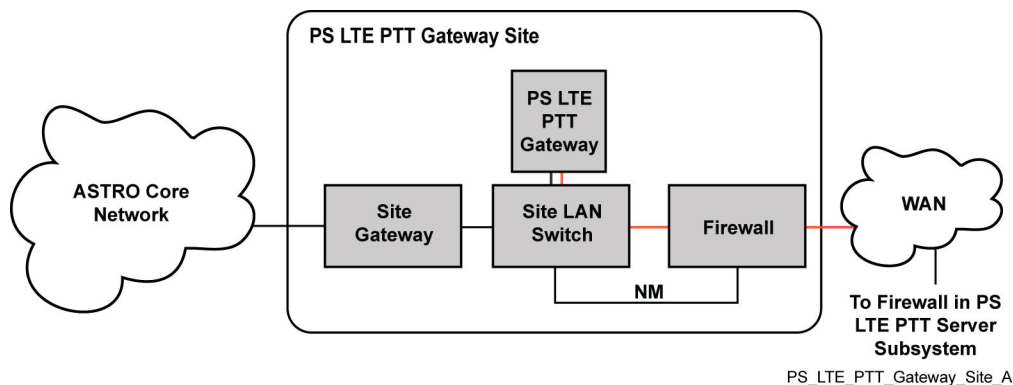 PS LTE PTT Gateway Site
PS LTE
PTT
Gateway
ASTRO Core
Network
Site
Gateway
Site LAN
Switch
Firewall
WAN
NM
To Firewall in PS
LTE PTT Server
Subsystem
PS_LTE_PTT_Gateway_Site_A